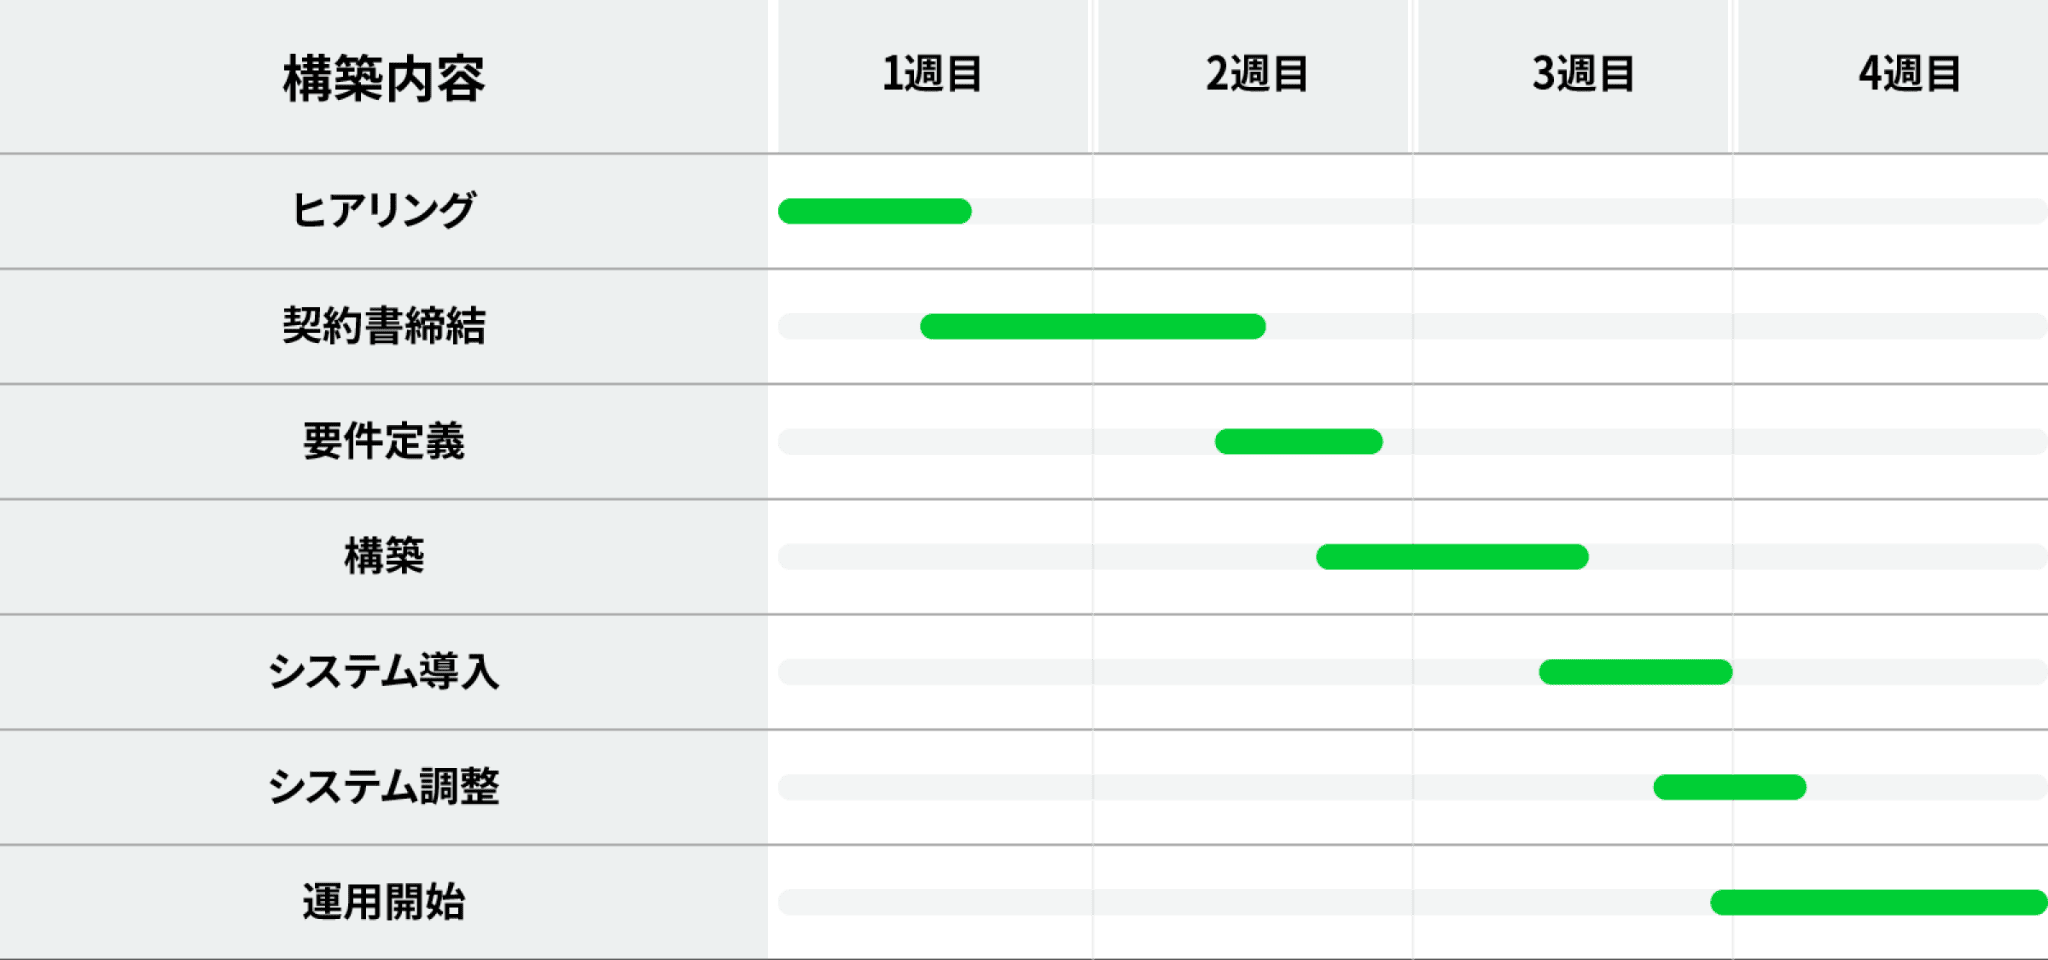 構築内容
1週目
2週目
3週目
4週目
ヒアリング
契約書締結
要件定義
構築
システム導入
システム調整
運用開始